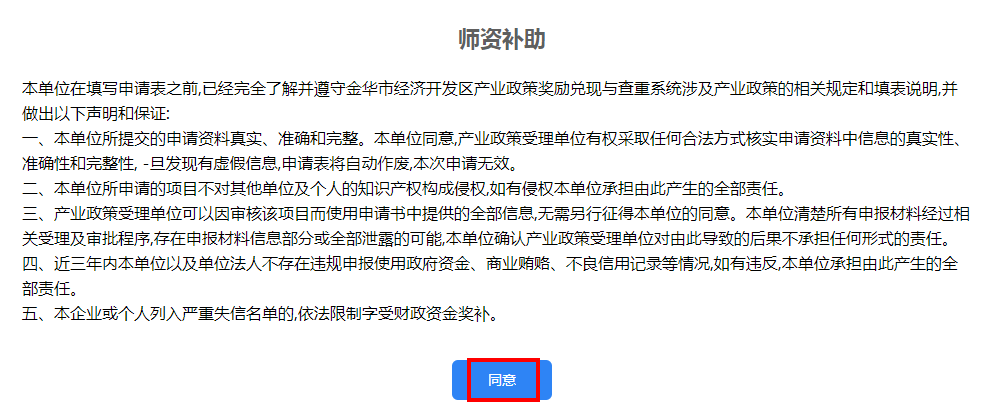 师资补助
本单位在填写申请表之前,已经完全了解并遵守金华市经济开发区产业政策奖励兑现与查重系统涉及产业政策的相关规定和填表说明,并
做出以下声明和保证:
一、本单位所提交的申请资料真实、准确和完整。本单位同意,产业政策受理单位有权采取任何合法方式核实申请资料中信息的真实性、
准确性和完整性, -旦发现有虚假信息,申请表将自动作废,本次申请无效。
二、本单位所申请的项目不对其他单位及个人的知识产权构成侵权,如有侵权本单位承担由此产生的全部责任。
三、产业政策受理单位可以因审核该项目而使用申请书中提供的全部信息,无需另行征得本单位的同意。本单位清楚所有申报材料经过相
关受理及审批程序,存在申报材料信息部分或全部泄露的可能,本单位确认产业政策受理单位对由此导致的后果不承担任何形式的责任。
四、近三年内本单位以及单位法人不存在违规申报使用政府资金、商业贿赂、不良信用记录等情况,如有违反,本单位承担由此产生的全
部责任。
五、本企业或个人列入严重失信名单的,依法限制字受财政资金奖补。
同意